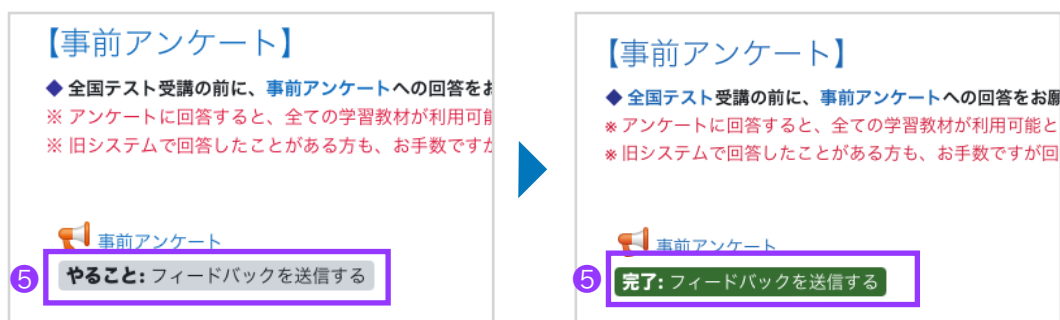 【事前アンケート】
◆ 全国テスト受講の前に、事前アンケートへの回答をお
※ アンケートに回答すると、全ての学習教材が利用可能
※ 旧システムで回答したことがある方も、お手数ですが
事前アンケート
5 やること: フィードバックを送信する
【事前アンケート】
◆ 全国テスト受講の前に、事前アンケートへの回答をお願
※ アンケートに回答すると、全ての学習教材が利用可能と
※ 旧システムで回答したことがある方も、お手数ですが回
事前アンケート
5 完了: フィードバックを送信する